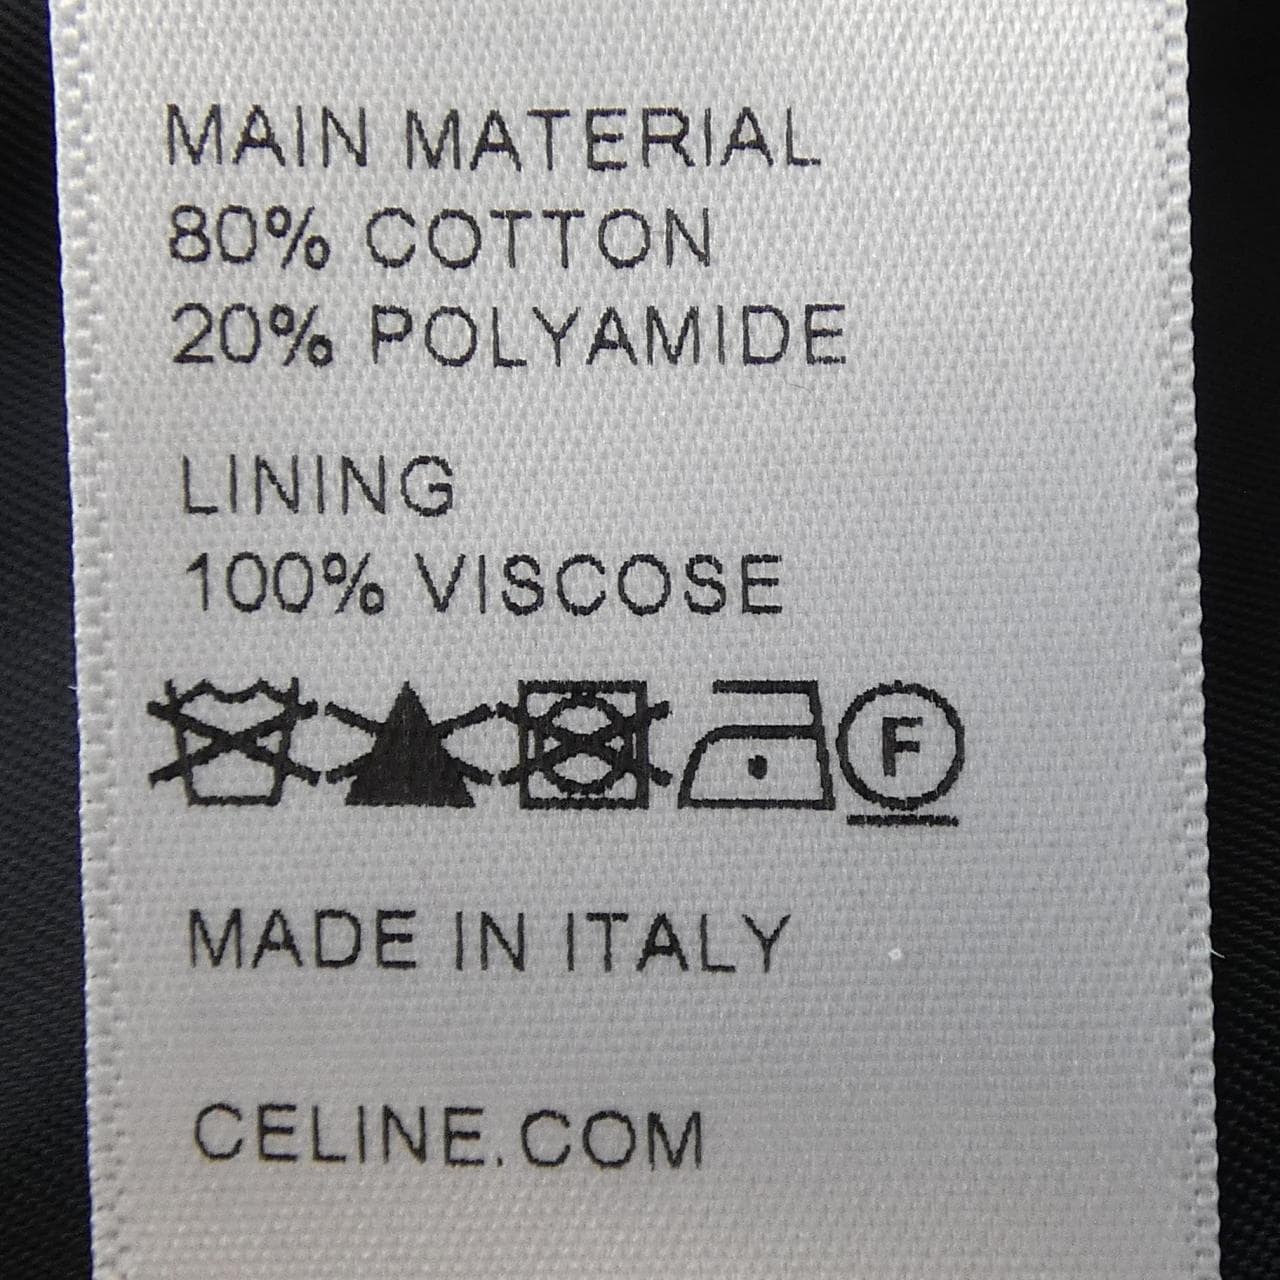 MAIN MATERIAL
80% COTTON
20% POLYAMIDE
LINING
100% VISCOSE
F
MADE IN ITALY
CELINE.COM